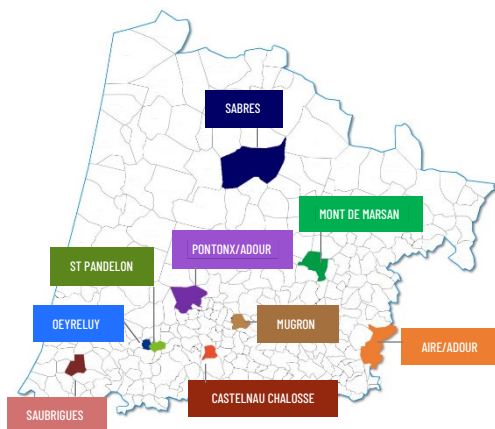 SABRES
MONT DE MARSAN
PONTONX/ADOUR
ST PANDELON
OEYRELUY
MUGRON
AIRE/ADOUR
CASTELNAU CHALOSSE
SAUBRIGUES